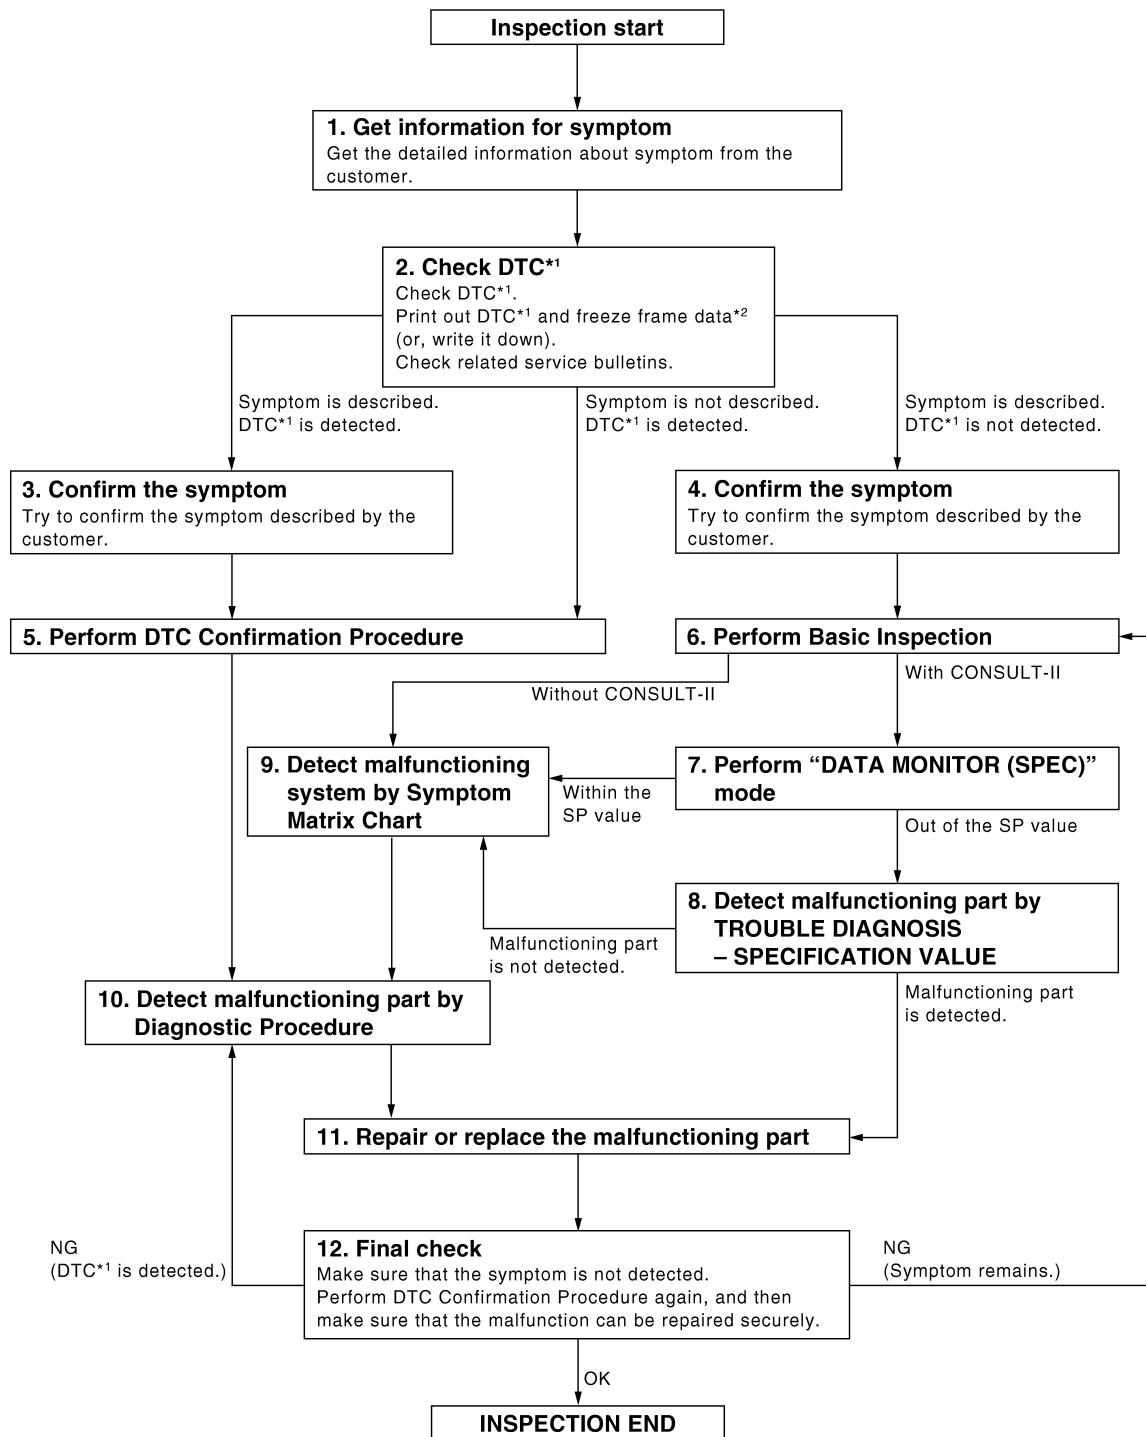 Inspection start
1. Get information for symptom
Get the detailed information about symptom from the
customer.
2. Check DTC*1
Check DTC*1.
Print out DTC*1 and freeze frame data*2
(or, write it down).
Check related service bulletins.
Symptom is described.
DTC*1 is detected.
Symptom is not described.
DTC*1 is detected.
Symptom is described.
DTC*1 is not detected.
3. Confirm the symptom
Try to confirm the symptom described by the
customer.
4. Confirm the symptom
Try to confirm the symptom described by the
customer.
5. Perform DTC Confirmation Procedure
6. Perform Basic Inspection
Without CONSULT-II
With CONSULT-II
9. Detect malfunctioning
system by Symptom
Matrix Chart
Within the
SP value
7. Perform “DATA MONITOR (SPEC)”
mode
Out of the SP value
8. Detect malfunctioning part by
TROUBLE DIAGNOSIS
– SPECIFICATION VALUE
Malfunctioning part
is not detected.
Malfunctioning part
is detected.
10. Detect malfunctioning part by
Diagnostic Procedure
11. Repair or replace the malfunctioning part
NG
(DTC*1 is detected.)
12. Final check
Make sure that the symptom is not detected.
Perform DTC Confirmation Procedure again, and then
make sure that the malfunction can be repaired securely.
NG
(Symptom remains.)
OK
INSPECTION END